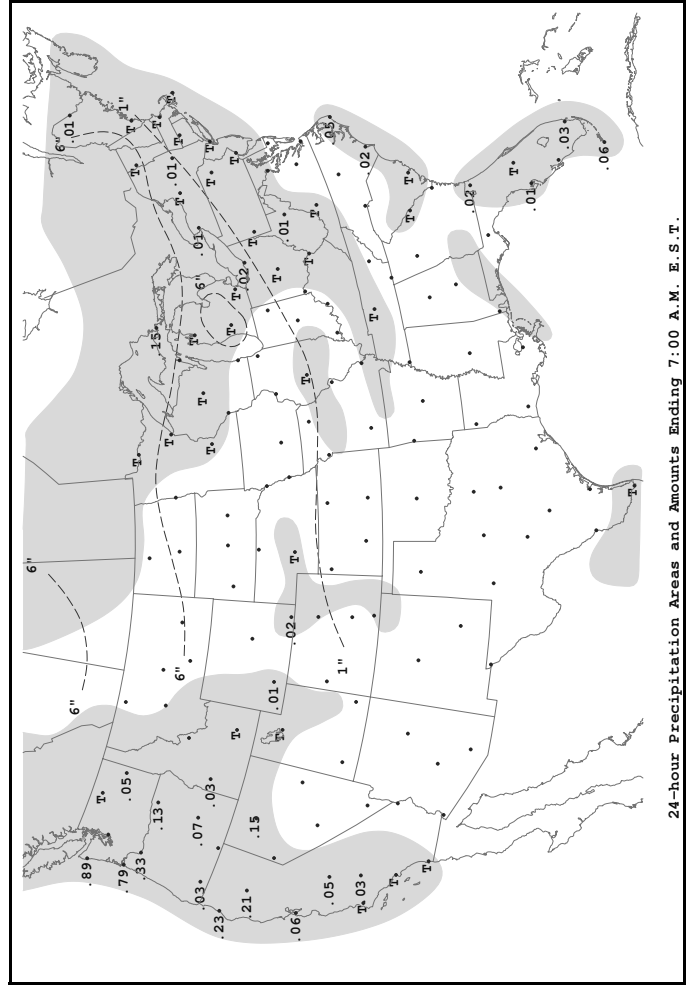 6"
6"
.01
6"
.89
T
.79
.05
1"
T
T
.33
T
.15
T
.13
T
.01
T
T
6"
T
T
.07
.01
.03
6"
T
T
.03
T
T
.23
T
T
T
T
.02
.21
T
.15
.01
T
T
.01
.02
T
.06
T
T
T
.05
.05
1"
.03
T
.02
T
T
T
T
T
.02
T
.01
.03
.06
T
24-hour Precipitation Areas and Amounts Ending 7:00 A.M. E.S.T.